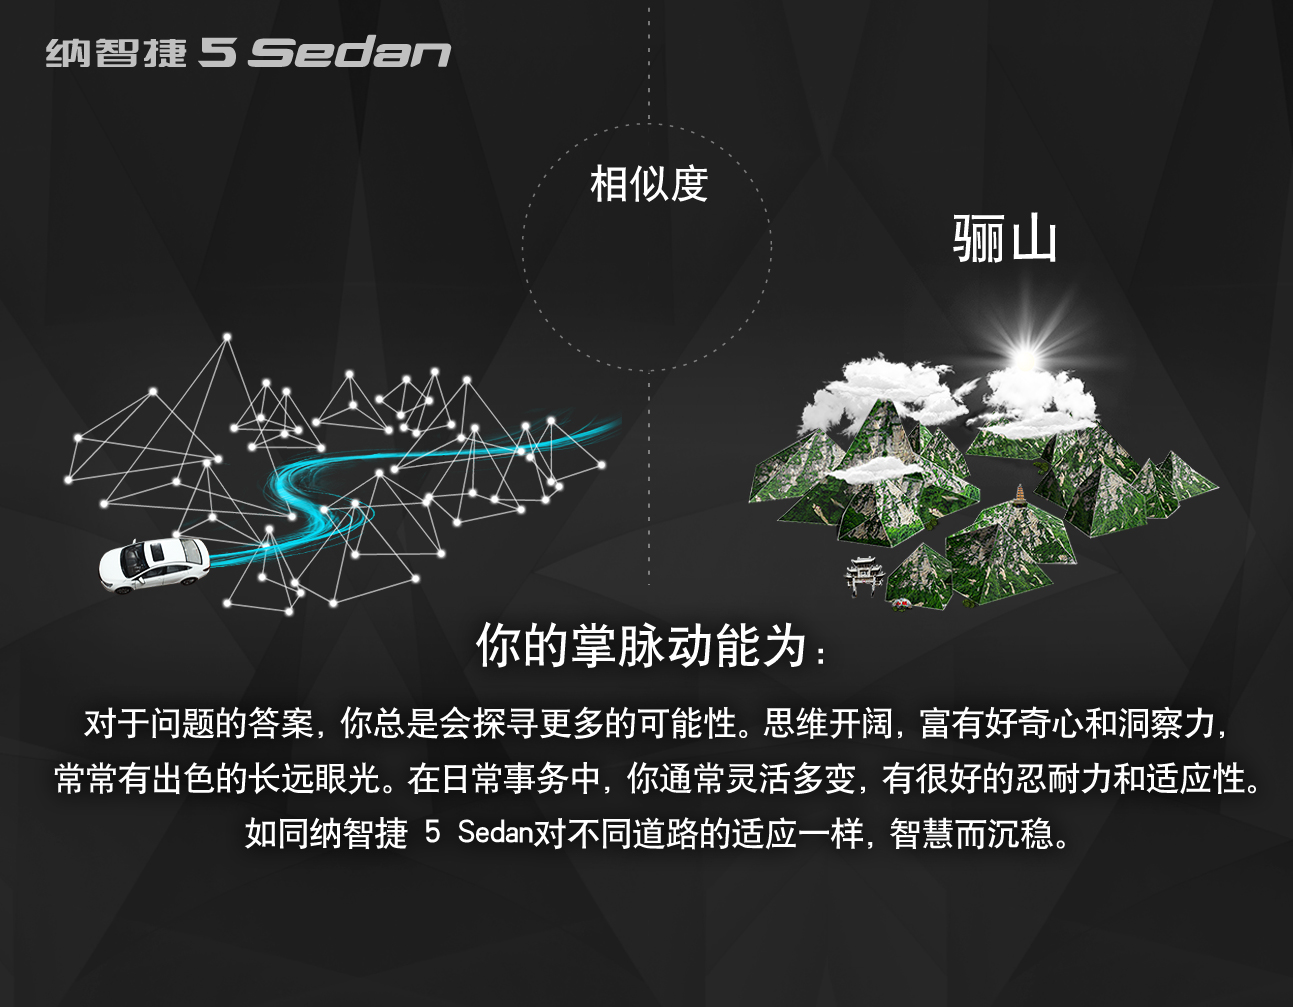 纳智捷 5 Sedan
相似度
骊山
你的掌脉动能为：
对于问题的答案，你总是会探寻更多的可能性。思维开阔，富有好奇心和洞察力，
常常有出色的长远眼光。在日常事务中，你通常灵活多变，有很好的忍耐力和适应性。
如同纳智捷 5 Sedan对不同道路的适应一样，智慧而沉稳。